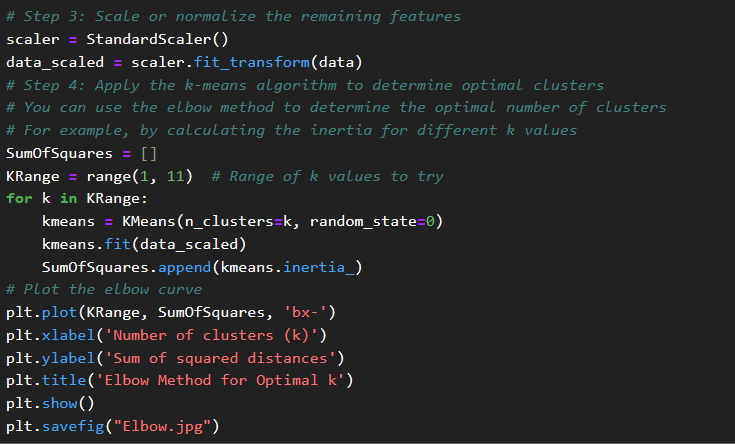 # Step 3: Scale or normalize the remaining features
scaler = StandardScaler()
data_scaled = scaler.fit_transform(data)
# Step 4: Apply the k-means algorithm to determine optimal clusters
# You can use the elbow method to determine the optimal number of clusters
# For example, by calculating the inertia for different k values
SumOfSquares = []
KRange = range(1, 11)  # Range of k values to try
for k in KRange:
    kmeans = KMeans(n_clusters=k, random_state=0)
    kmeans.fit(data_scaled)
    SumOfSquares.append(kmeans.inertia_)
# Plot the elbow curve
plt.plot(KRange, SumOfSquares, 'bx-')
plt.xlabel('Number of clusters (k)')
plt.ylabel('Sum of squared distances')
plt.title('Elbow Method for Optimal k')
plt.show()
plt.savefig("Elbow.jpg")